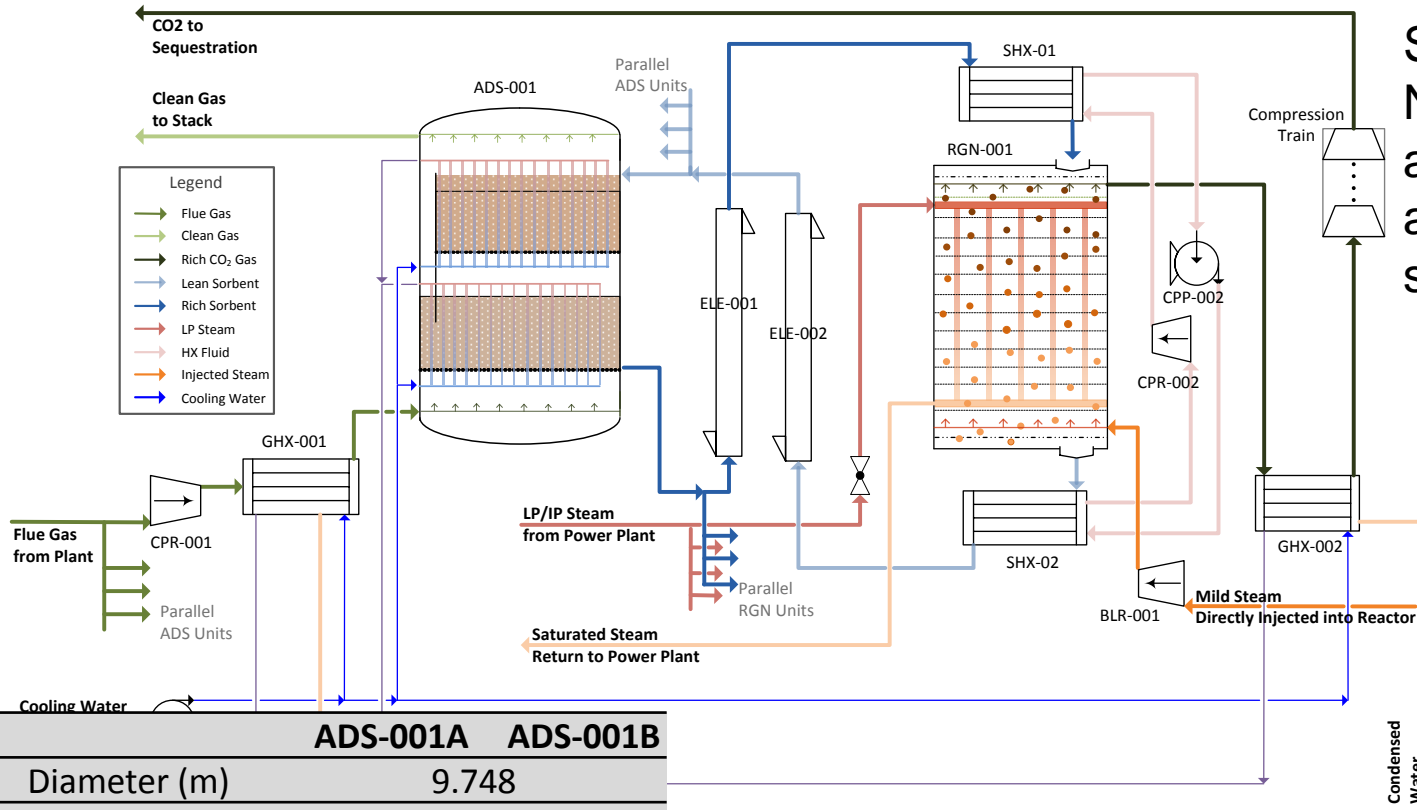 CO2 to
Sequestration
Clean Gas
to Stack
ADS-001
Parallel
ADS Units
SHX-01
Compression
Train
RGN-001
Legend
Flue Gas
Clean Gas
Rich CO₂ Gas
Lean Sorbent
Rich Sorbent
LP Steam
HX Fluid
Injected Steam
Cooling Water
ELE-001
ELE-002
CPP-002
CPR-002
GHX-001
CPR-001
Flue Gas
from Plant
Parallel
ADS Units
LP/IP Steam
from Power Plant
Parallel
RGN Units
SHX-02
GHX-002
BLR-001
Mild Steam
Directly Injected into Reactor
Saturated Steam
Return to Power Plant
Cooling Water
Condensed
Water
ADS-001A ADS-001B
Diameter (m) 9.748